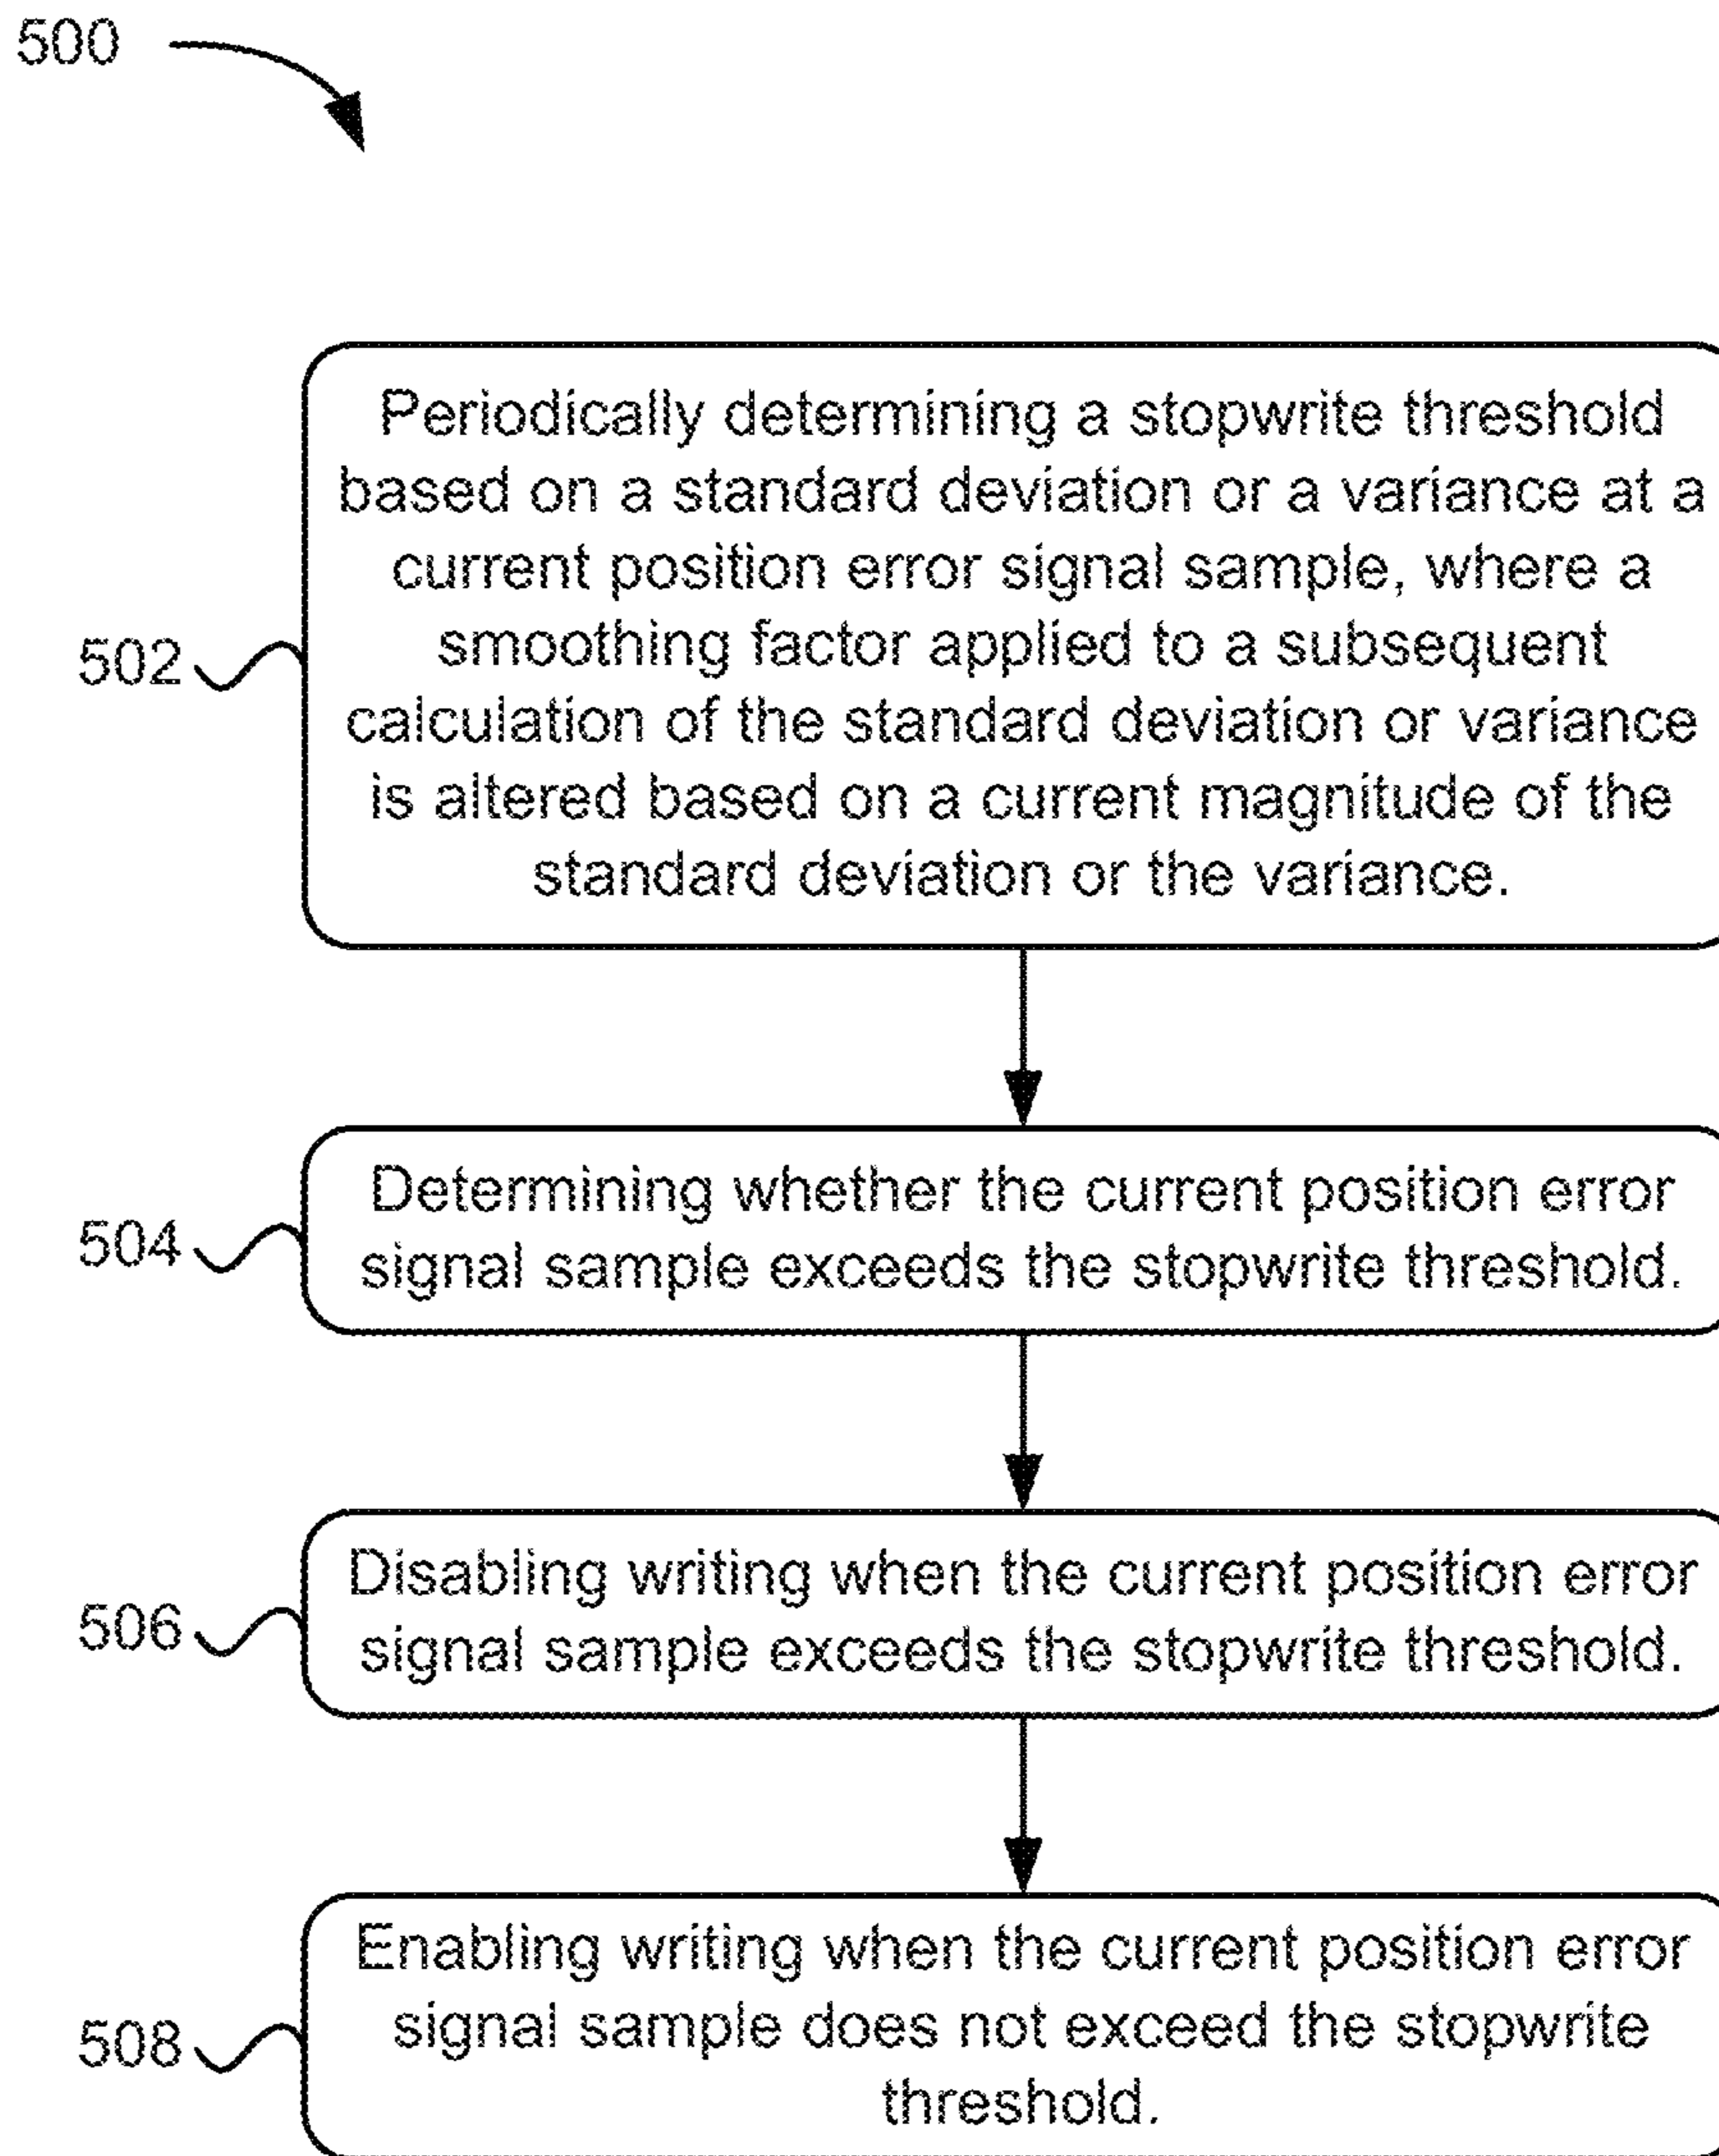 500
Periodically determining a stopwrite threshold
based on a standard deviation or a variance at a
current position error signal sample, where a
smoothing factor applied to a subsequent
calculation of the standard deviation or variance
is altered based on a current magnitude of the
standard deviation or the variance.
502
Determining whether the current position error
signal sample exceeds the stopwrite threshold.
504
Disabling writing when the current position error
signal sample exceeds the stopwrite threshold.
506
Enabling writing when the current position error
signal sample does not exceed the stopwrite
threshold.
508